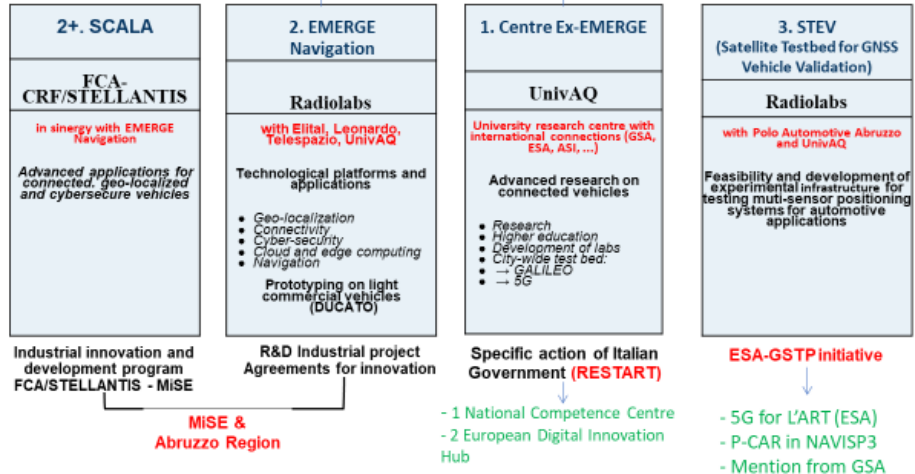 2+. SCALA
FCA-
CRF/STELLANTIS
in sinergy with EMERGE
Navigation
Advanced applications for
connected, geo-localized
and cybersecure vehicles
Industrial innovation and
development program
FCA/STELLANTIS - MiSE
2. EMERGE
Navigation
Radiolabs
with Elital, Leonardo,
Telespazio, UnivAQ
Technological platforms and
applications
● Geo-localization
● Connectivity
● Cyber-security
● Cloud and edge computing
● Navigation
Prototyping on light
commercial vehicles
(DUCATO)
R&D Industrial project
Agreements for innovation
MiSE &
Abruzzo Region
1. Centre Ex-EMERGE
UnivAQ
University research centre with
international connections (GSA,
ESA, ASI, ...)
Advanced research on
connected vehicles
● Research
● Higher education
● Development of labs
● City-wide test bed:
● → GALILEO
● → 5G
Specific action of Italian
Government (RESTART)
- 1 National Competence Centre
- 2 European Digital Innovation
Hub
3. STEV
(Satellite Testbed for GNSS
Vehicle Validation)
Radiolabs
with Polo Automotive Abruzzo
and UnivAQ
Feasibility and development of
experimental infrastructure for
testing muti-sensor positioning
systems for automotive
applications
ESA-GSTP initiative
- 5G for L'ART (ESA)
- P-CAR in NAVISP3
- Mention from GSA